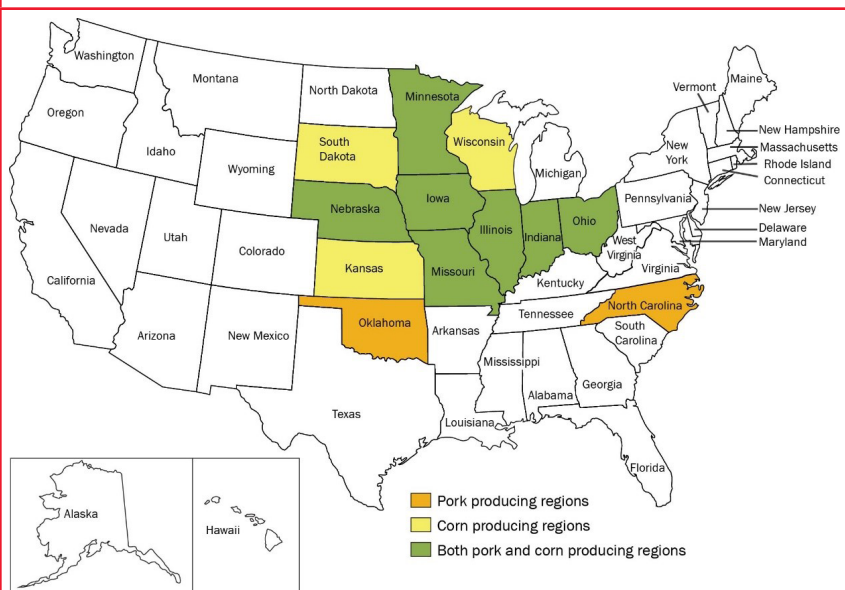 Washington
Montana
North Dakota
Minnesota
Maine
Vermont
Oregon
Idaho
South
Dakota
Wisconsin
New Hampshire
Massachusetts
New
York
Rhode Island
Connecticut
Wyoming
Michigan
Nebraska
Iowa
Pennsylvania
New Jersey
Nevada
Utah
Colorado
Illinois
Indiana
Ohio
Delaware
Maryland
West
Virginia
Virginia
California
Kansas
Missouri
Kentucky
Arizona
New Mexico
Oklahoma
Arkansas
Tennessee
North Carolina
South
Carolina
Mississippi
Alabama
Georgia
Texas
Louisiana
Florida
Alaska
Hawaii
Pork producing regions
Corn producing regions
Both pork and corn producing regions